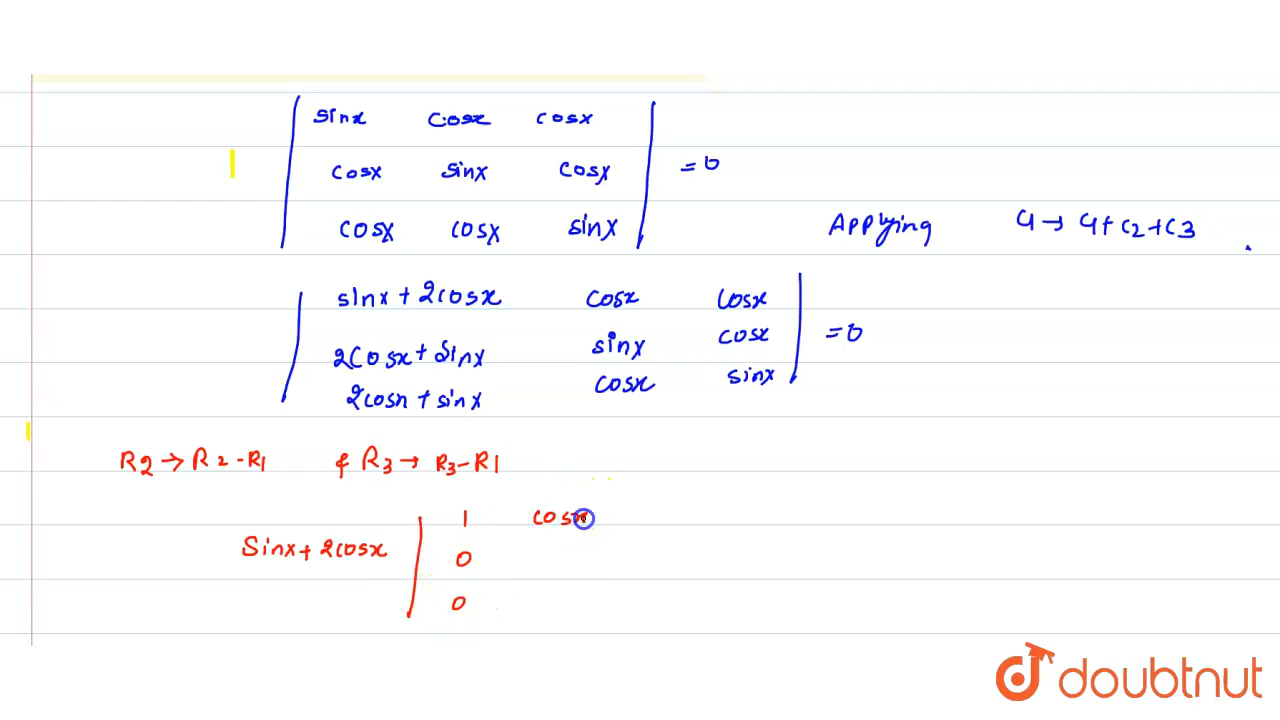 | sinx cosx cosx |
| cosx sinx cosx | = 0
| cosx cosx sinx |
Applying C1 → C1 + C2 + C3
| sinx + 2cosx cosx cosx |
| 2cosx + sinx sinx cosx | = 0
| 2cosx + sinx cosx sinx |
R2 → R2 - R1 & R3 → R3 - R1
| 1 cosx
Sinx + 2cosx | 0
| 0
doubtnut